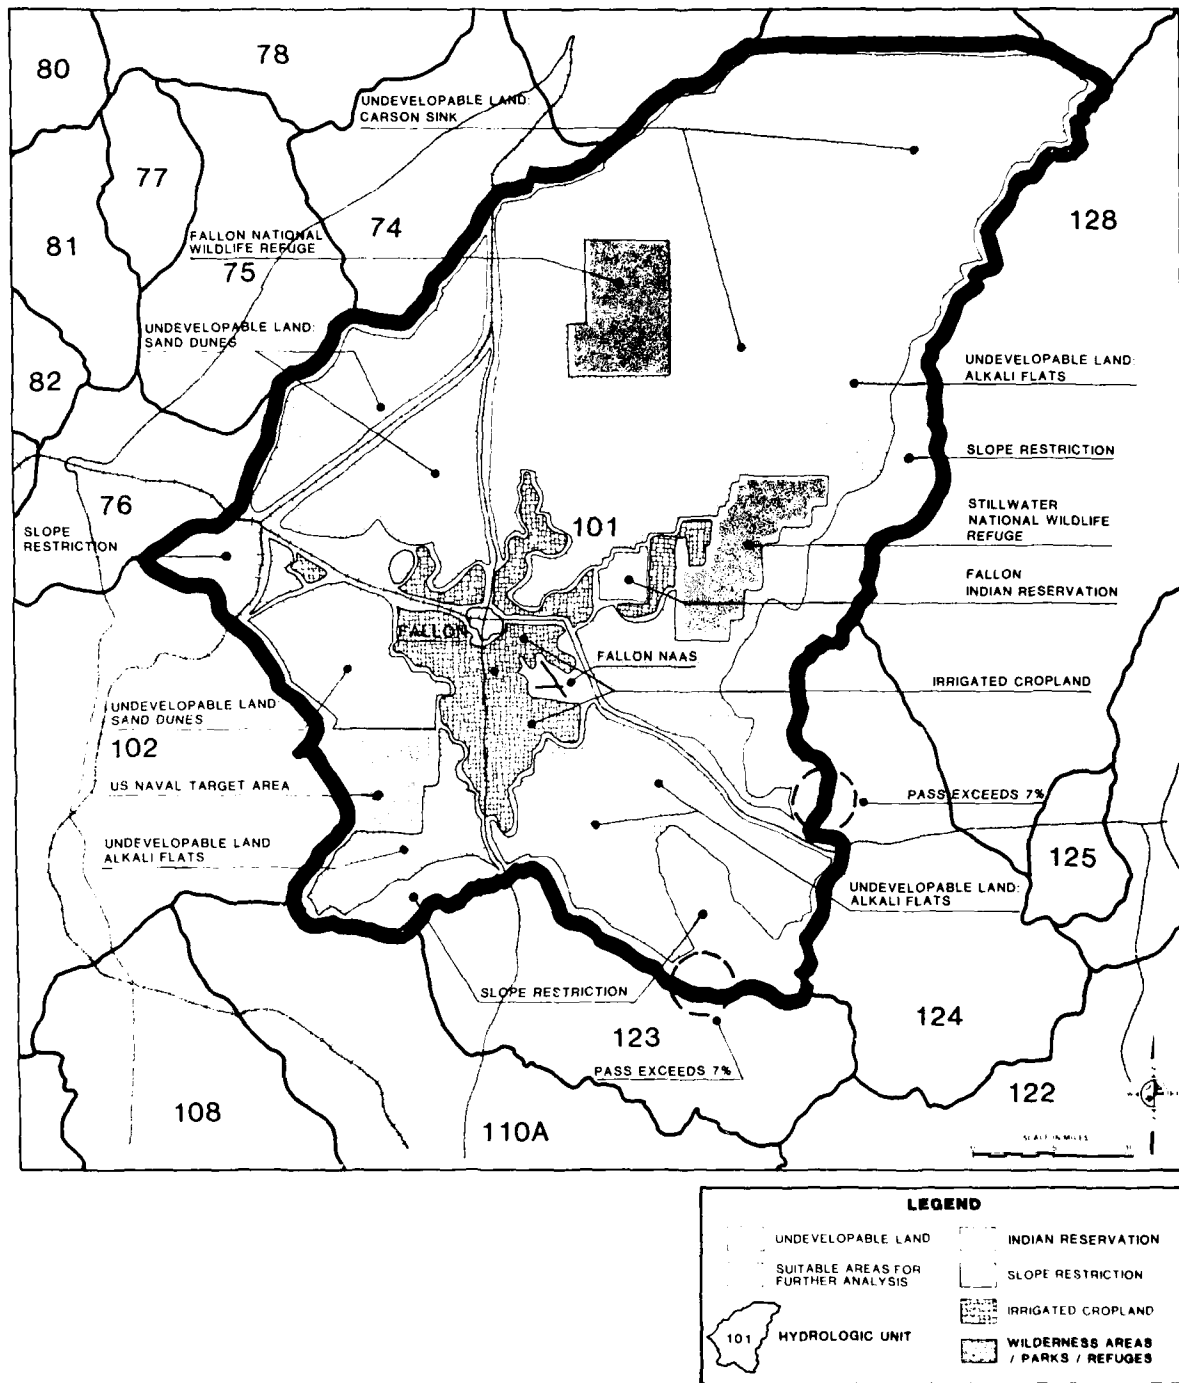 80
78
UNDEVELOPABLE LAND:
CARSON SINK
77
81
74
128
FALLON NATIONAL
WILDLIFE REFUGE
75
UNDEVELOPABLE LAND:
SAND DUNES
82
UNDEVELOPABLE LAND:
ALKALI FLATS
SLOPE RESTRICTION
76
SLOPE
RESTRICTION
101
STILLWATER
NATIONAL WILDLIFE
REFUGE
FALLON
INDIAN RESERVATION
FALLON
FALLON NAAS
IRRIGATED CROPLAND
UNDEVELOPABLE LAND:
SAND DUNES
102
US NAVAL TARGET AREA
PASS EXCEEDS 7%
UNDEVELOPABLE LAND
ALKALI FLATS
125
UNDEVELOPABLE LAND:
ALKALI FLATS
SLOPE RESTRICTION
123
124
PASS EXCEEDS 7%
122
108
110A
SCALE IN MILES
LEGEND
UNDEVELOPABLE LAND
INDIAN RESERVATION
SUITABLE AREAS FOR
FURTHER ANALYSIS
SLOPE RESTRICTION
IRRIGATED CROPLAND
101
HYDROLOGIC UNIT
WILDERNESS AREAS
/ PARKS / REFUGES